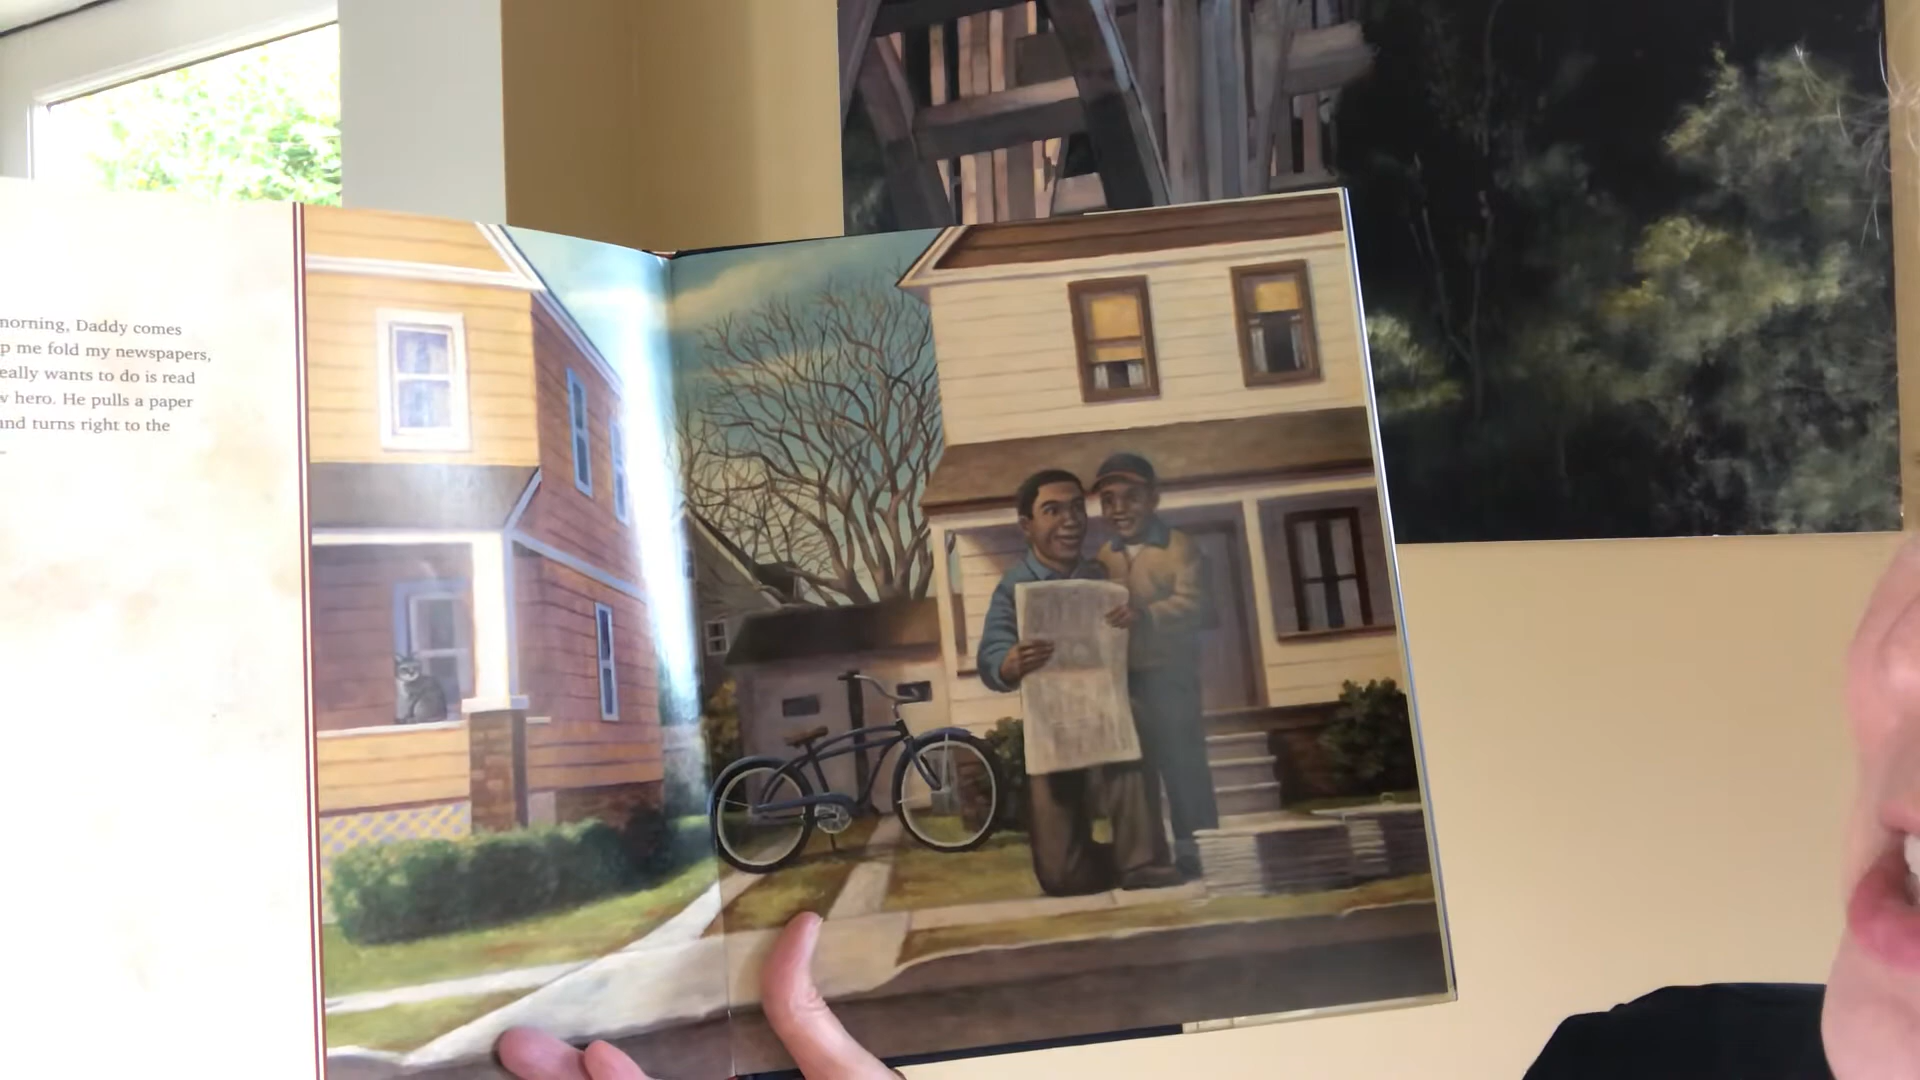 morning, Daddy comes
p me fold my newspapers,
eally wants to do is read
w hero. He pulls a paper
and turns right to the